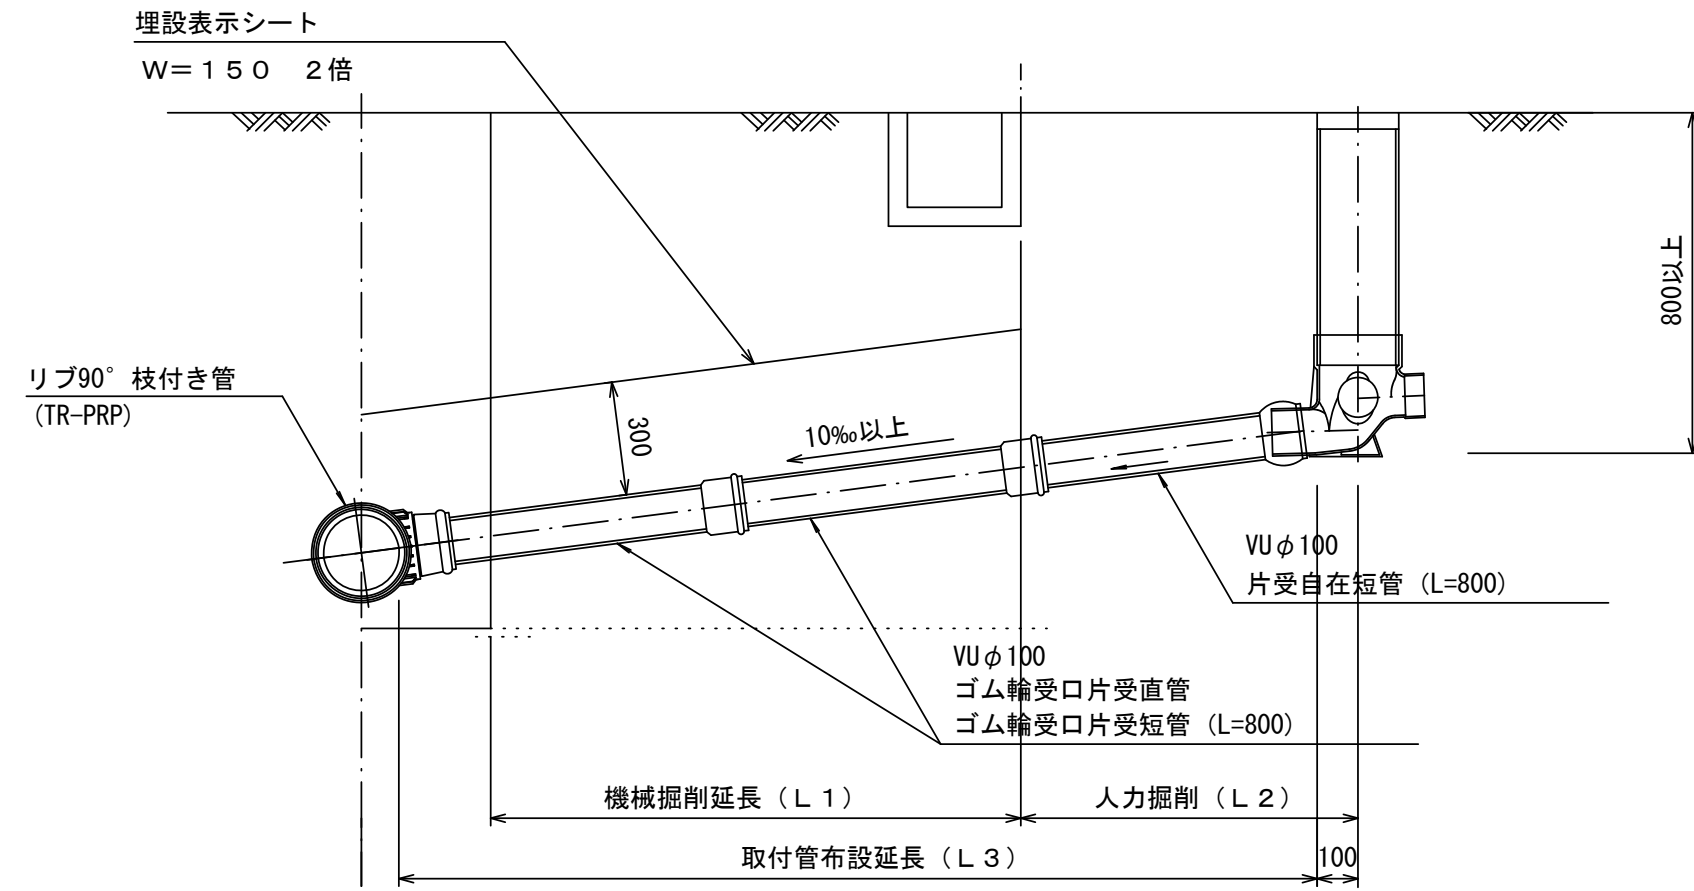 埋設表示シート
W=150 2倍
リブ90° 枝付き管
(TR-PRP)
300
10‰以上
800以上
VUφ100
片受自在短管 (L=800)
VUφ100
ゴム輪受口片受直管
ゴム輪受口片受短管 (L=800)
機械掘削延長(L1)
人力掘削(L2)
取付管布設延長(L3)
100